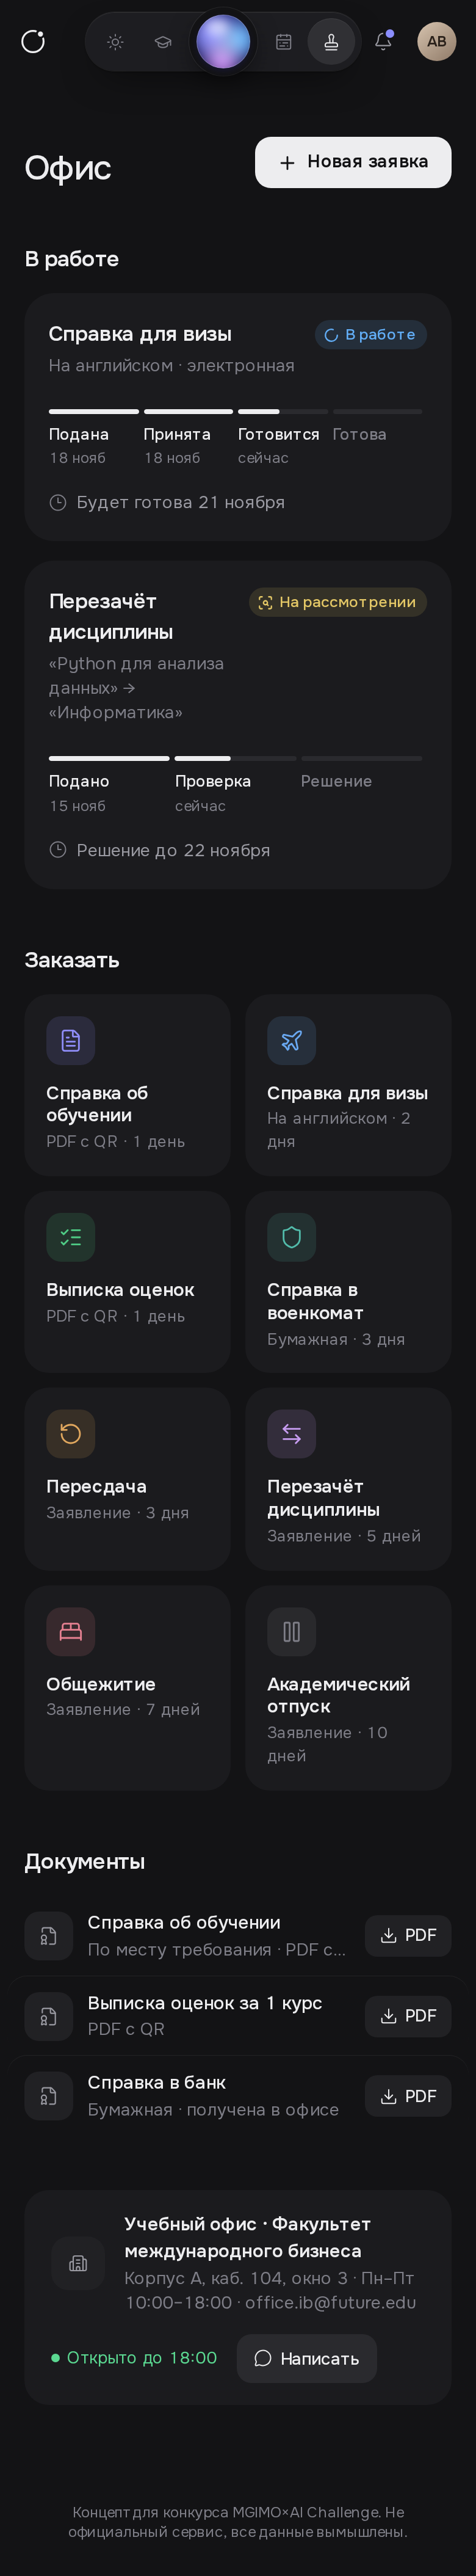 АВ
Офис
Новая заявка
В работе
Справка для визы
В работе
На английском · электронная
Подана
Принята
Готовится
Готова
18 нояб
18 нояб
сейчас
Будет готова 21 ноября
Перезачёт
дисциплины
На рассмотрении
«Python для анализа
данных» →
«Информатика»
Подано
Проверка
Решение
15 нояб
сейчас
Решение до 22 ноября
Заказать
Справка об
обучении
PDF с QR · 1 день
Справка для визы
На английском · 2
дня
Выписка оценок
PDF с QR · 1 день
Справка в
военкомат
Бумажная · 3 дня
Пересдача
Заявление · 3 дня
Перезачёт
дисциплины
Заявление · 5 дней
Общежитие
Заявление · 7 дней
Академический
отпуск
Заявление · 10
дней
Документы
Справка об обучении
По месту требования · PDF с...
PDF
Выписка оценок за 1 курс
PDF с QR
PDF
Справка в банк
Бумажная · получена в офисе
PDF
Учебный офис · Факультет
международного бизнеса
Корпус А, каб. 104, окно 3 · Пн–Пт
10:00–18:00 · office.ib@future.edu
Открыто до 18:00
Написать
Концепт для конкурса MGIMO×AI Challenge. Не
официальный сервис, все данные вымышлены.